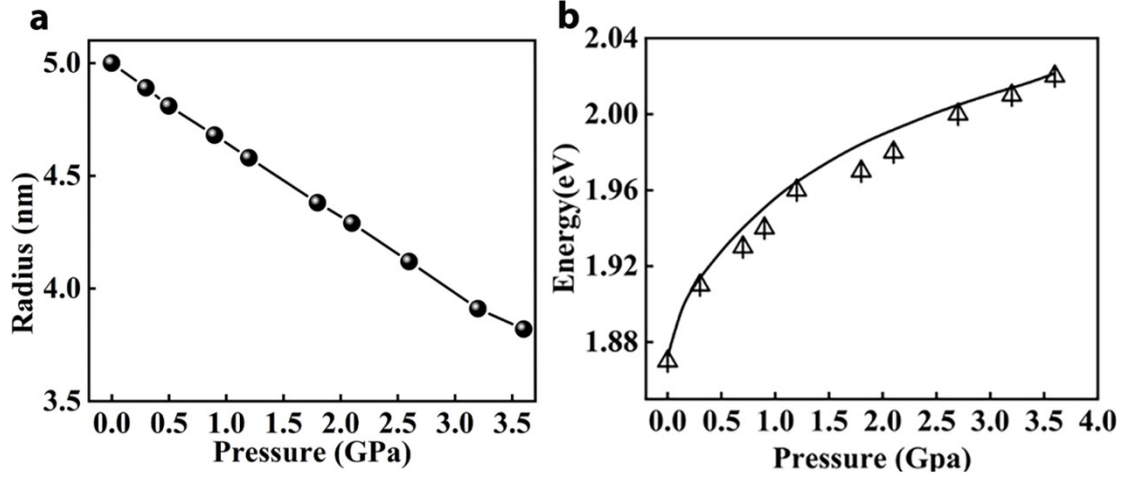 a
5.0
4.5
4.0
3.5
Radius (nm)
0.0 0.5 1.0 1.5 2.0 2.5 3.0 3.5
Pressure (GPa)
b
2.04
2.00
1.96
1.92
1.88
Energy(eV)
0.0 0.5 1.0 1.5 2.0 2.5 3.0 3.5 4.0
Pressure (Gpa)